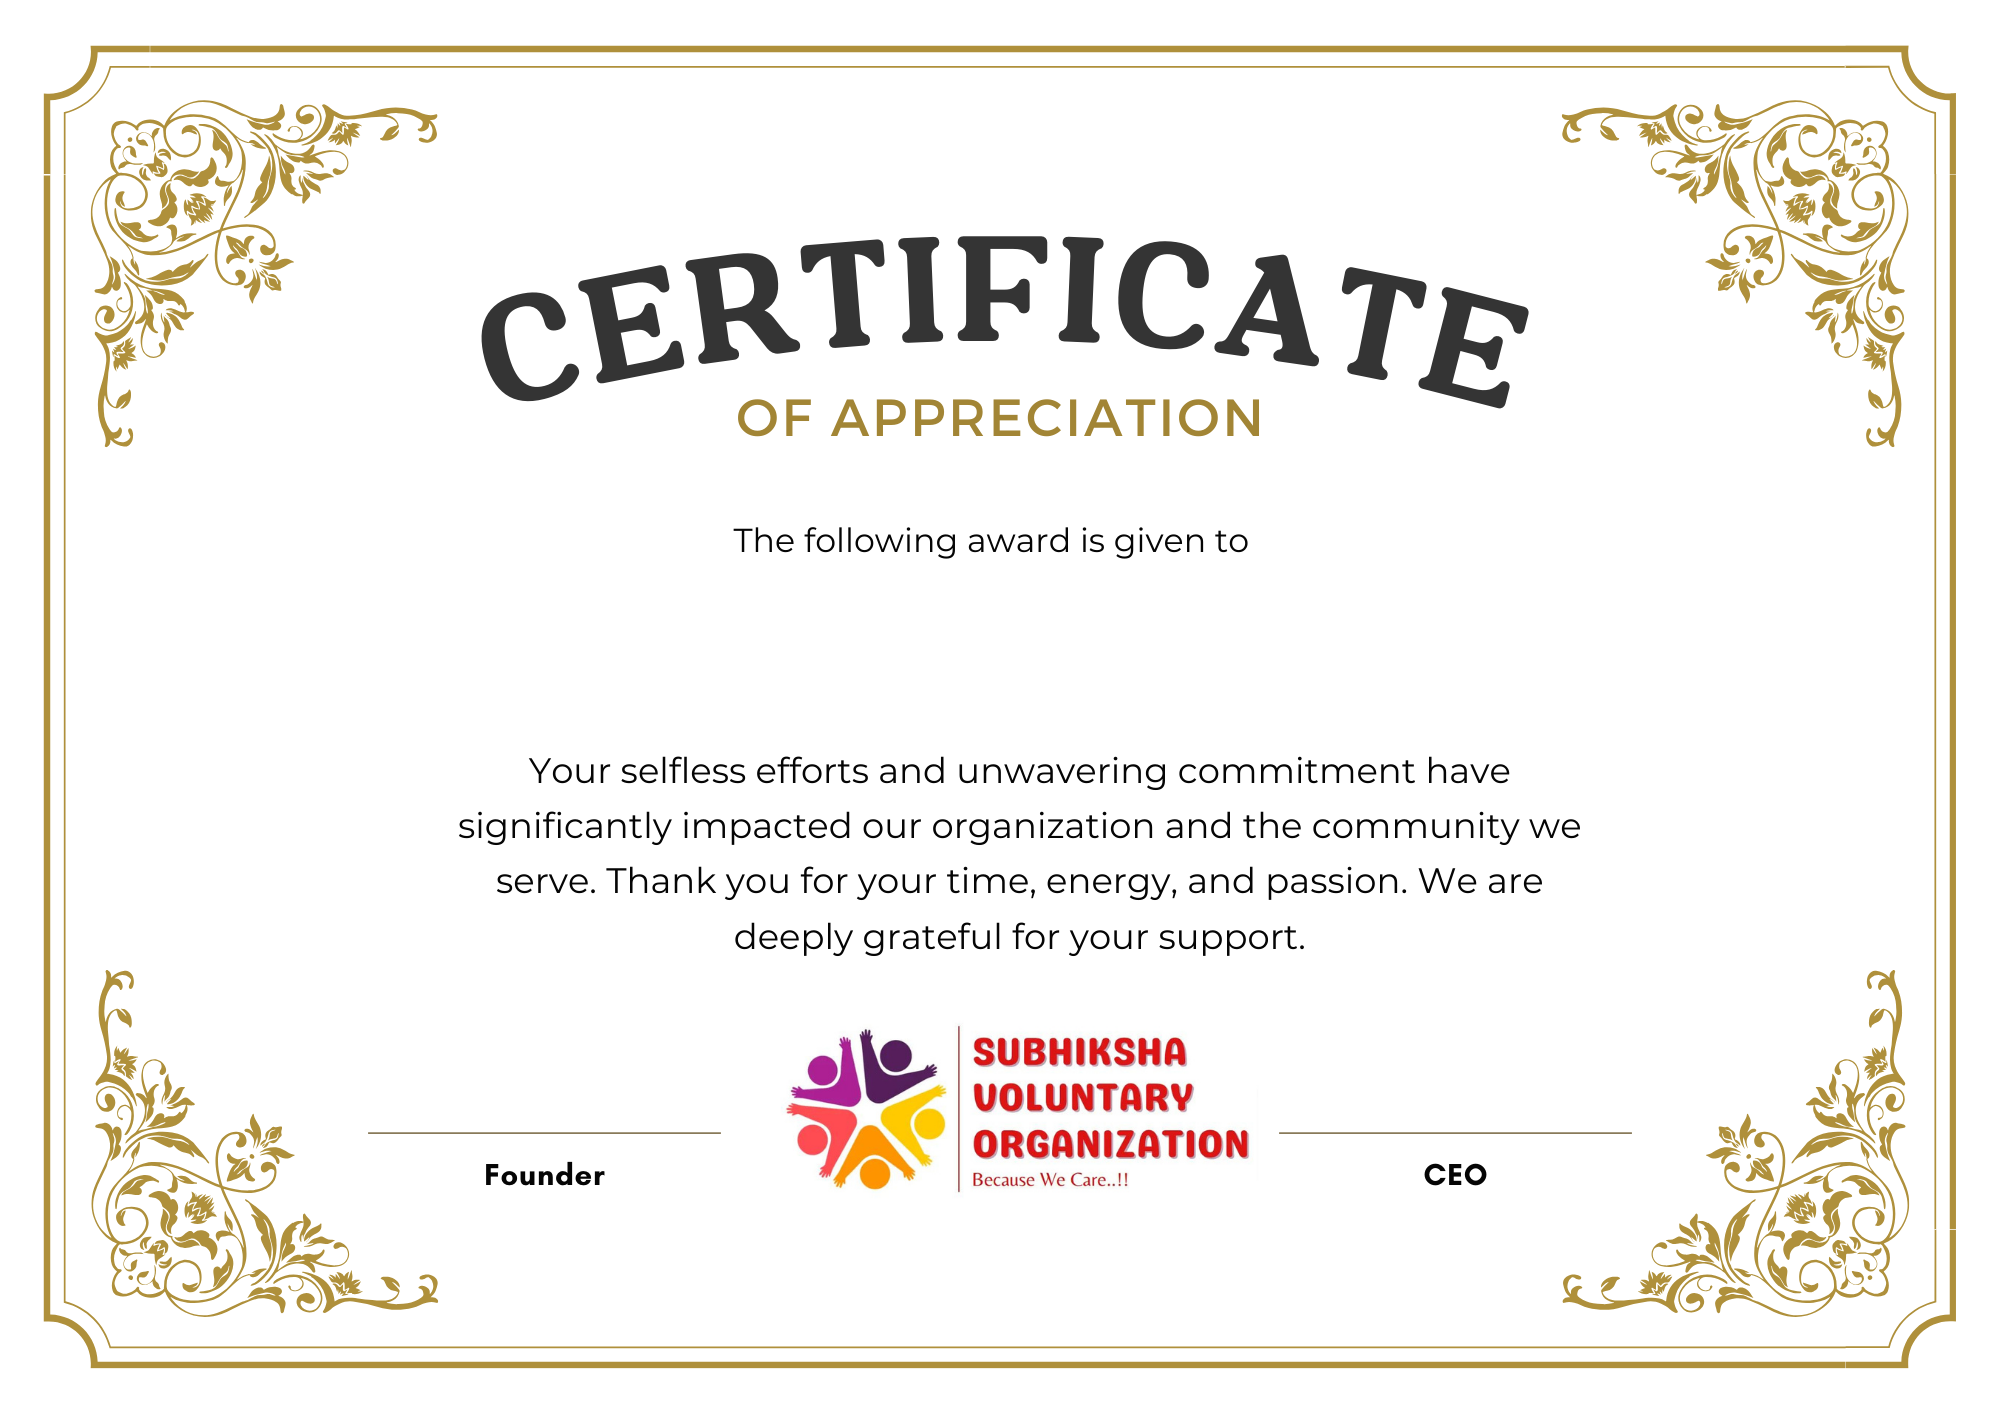 CERTIFICATE
OF APPRECIATION
The following award is given to
Your selfless efforts and unwavering commitment have
significantly impacted our organization and the community we
serve. Thank you for your time, energy, and passion. We are
deeply grateful for your support.
SUBHIKSHA
VOLUNTARY
ORGANIZATION
Because We Care..!!
Founder
CEO